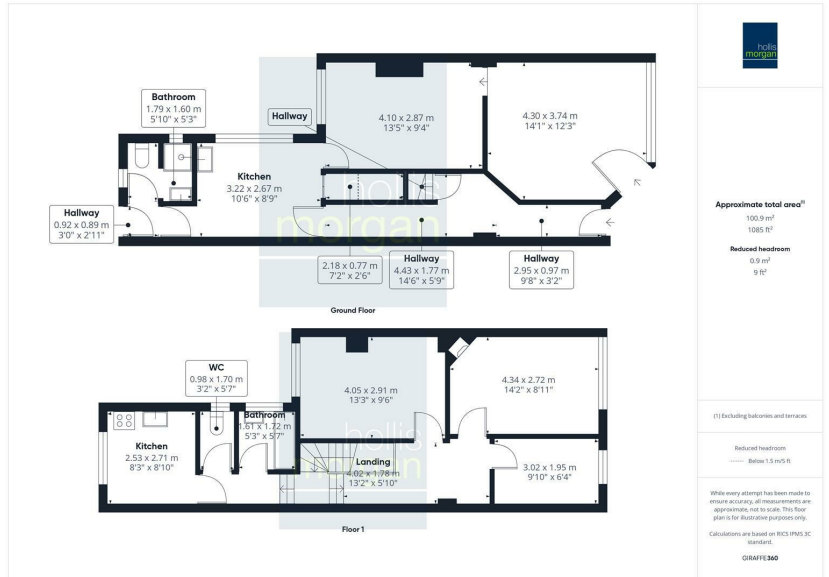 Bathroom
1.79 x 1.60 m
5'10" x 5'3"
Hallway
4.10 x 2.87 m
13'5" x 9'4"
4.30 x 3.74 m
14'1" x 12'3"
Kitchen
3.22 x 2.67 m
10'6" x 8'9"
Hallway
0.92 x 0.89 m
3'0" x 2'11"
2.18 x 0.77 m
7'2" x 2'6"
Hallway
4.43 x 1.77 m
14'6" x 5'9"
Hallway
2.95 x 0.97 m
9'8" x 3'2"
hollis
morgan
Ground Floor
WC
0.98 x 1.70 m
3'2" x 5'7"
4.05 x 2.91 m
13'3" x 9'6"
4.34 x 2.72 m
14'2" x 8'11"
Kitchen
2.53 x 2.71 m
8'3" x 8'10"
Bathroom
1.61 x 1.72 m
5'3" x 5'7"
Landing
4.02 x 1.78 m
13'2" x 5'10"
3.02 x 1.95 m
9'10" x 6'4"
hollis
morgan
Floor 1
hollis
morgan
Approximate total area(1)
100.9 m²
1085 ft²
Reduced headroom
0.9 m²
9 ft²
(1) Excluding balconies and terraces
Reduced headroom
------- Below 1.5 m/5 ft
While every attempt has been made to
ensure accuracy, all measurements are
approximate, not to scale. This floor
plan is for illustrative purposes only.
Calculations are based on RICS IPMS 3C
standard.
GIRAFFE360